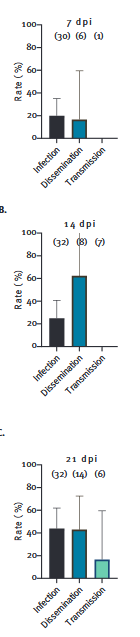 7 dpi
(30) (6) (1)
100
80
60
40
20
0
Rate (%)
Infection
Dissemination
Transmission
B.
14 dpi
(32) (8) (7)
100
80
60
40
20
0
Rate (%)
Infection
Dissemination
Transmission
C.
21 dpi
(32) (14) (6)
100
80
60
40
20
0
Rate (%)
Infection
Dissemination
Transmission